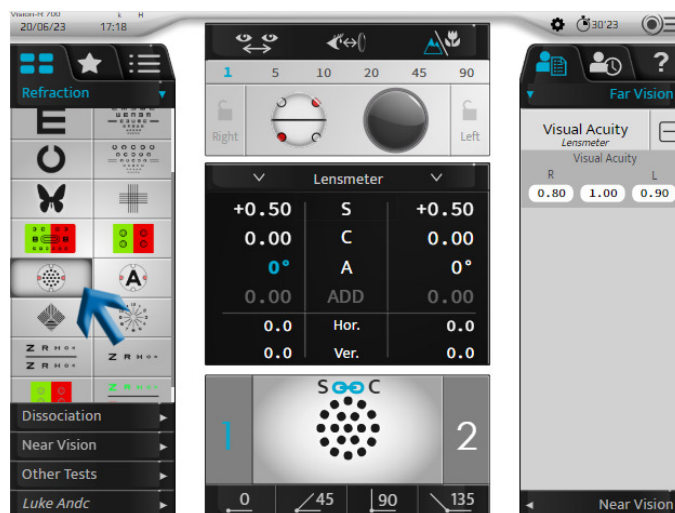 Vision-R 700
20/06/23 17:18
L H
30'23
Refraction
E
A
Z R H O K
Z R H O K
Z R H O K
Dissociation
Near Vision
Other Tests
Luke Andc
1 5 10 20 45 90
Right
Left
Lensmeter
+0.50 S +0.50
0.00 C 0.00
0° A 0°
0.00 ADD 0.00
0.0 Hor. 0.0
0.0 Ver. 0.0
S C
1 2
0 45 90 135
?
Far Vision
Visual Acuity
Lensmeter
Visual Acuity
R L
0.80 1.00 0.90
Near Vision